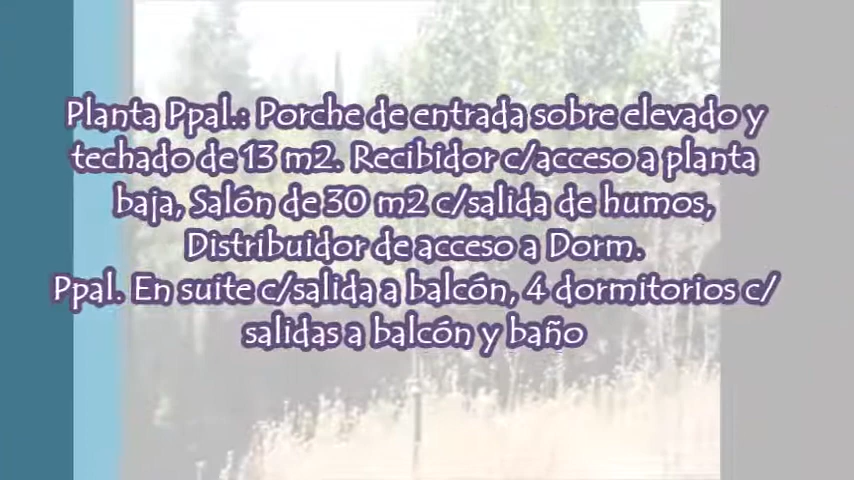 Planta Ppal.: Porche de entrada sobre elevado y
techado de 13 m2. Recibidor c/acceso a planta
baja, Salón de 30 m2 c/salida de humos,
Distribuidor de acceso a Dorm.
Ppal. En suite c/salida a balcón, 4 dormitorios c/
salidas a balcón y baño